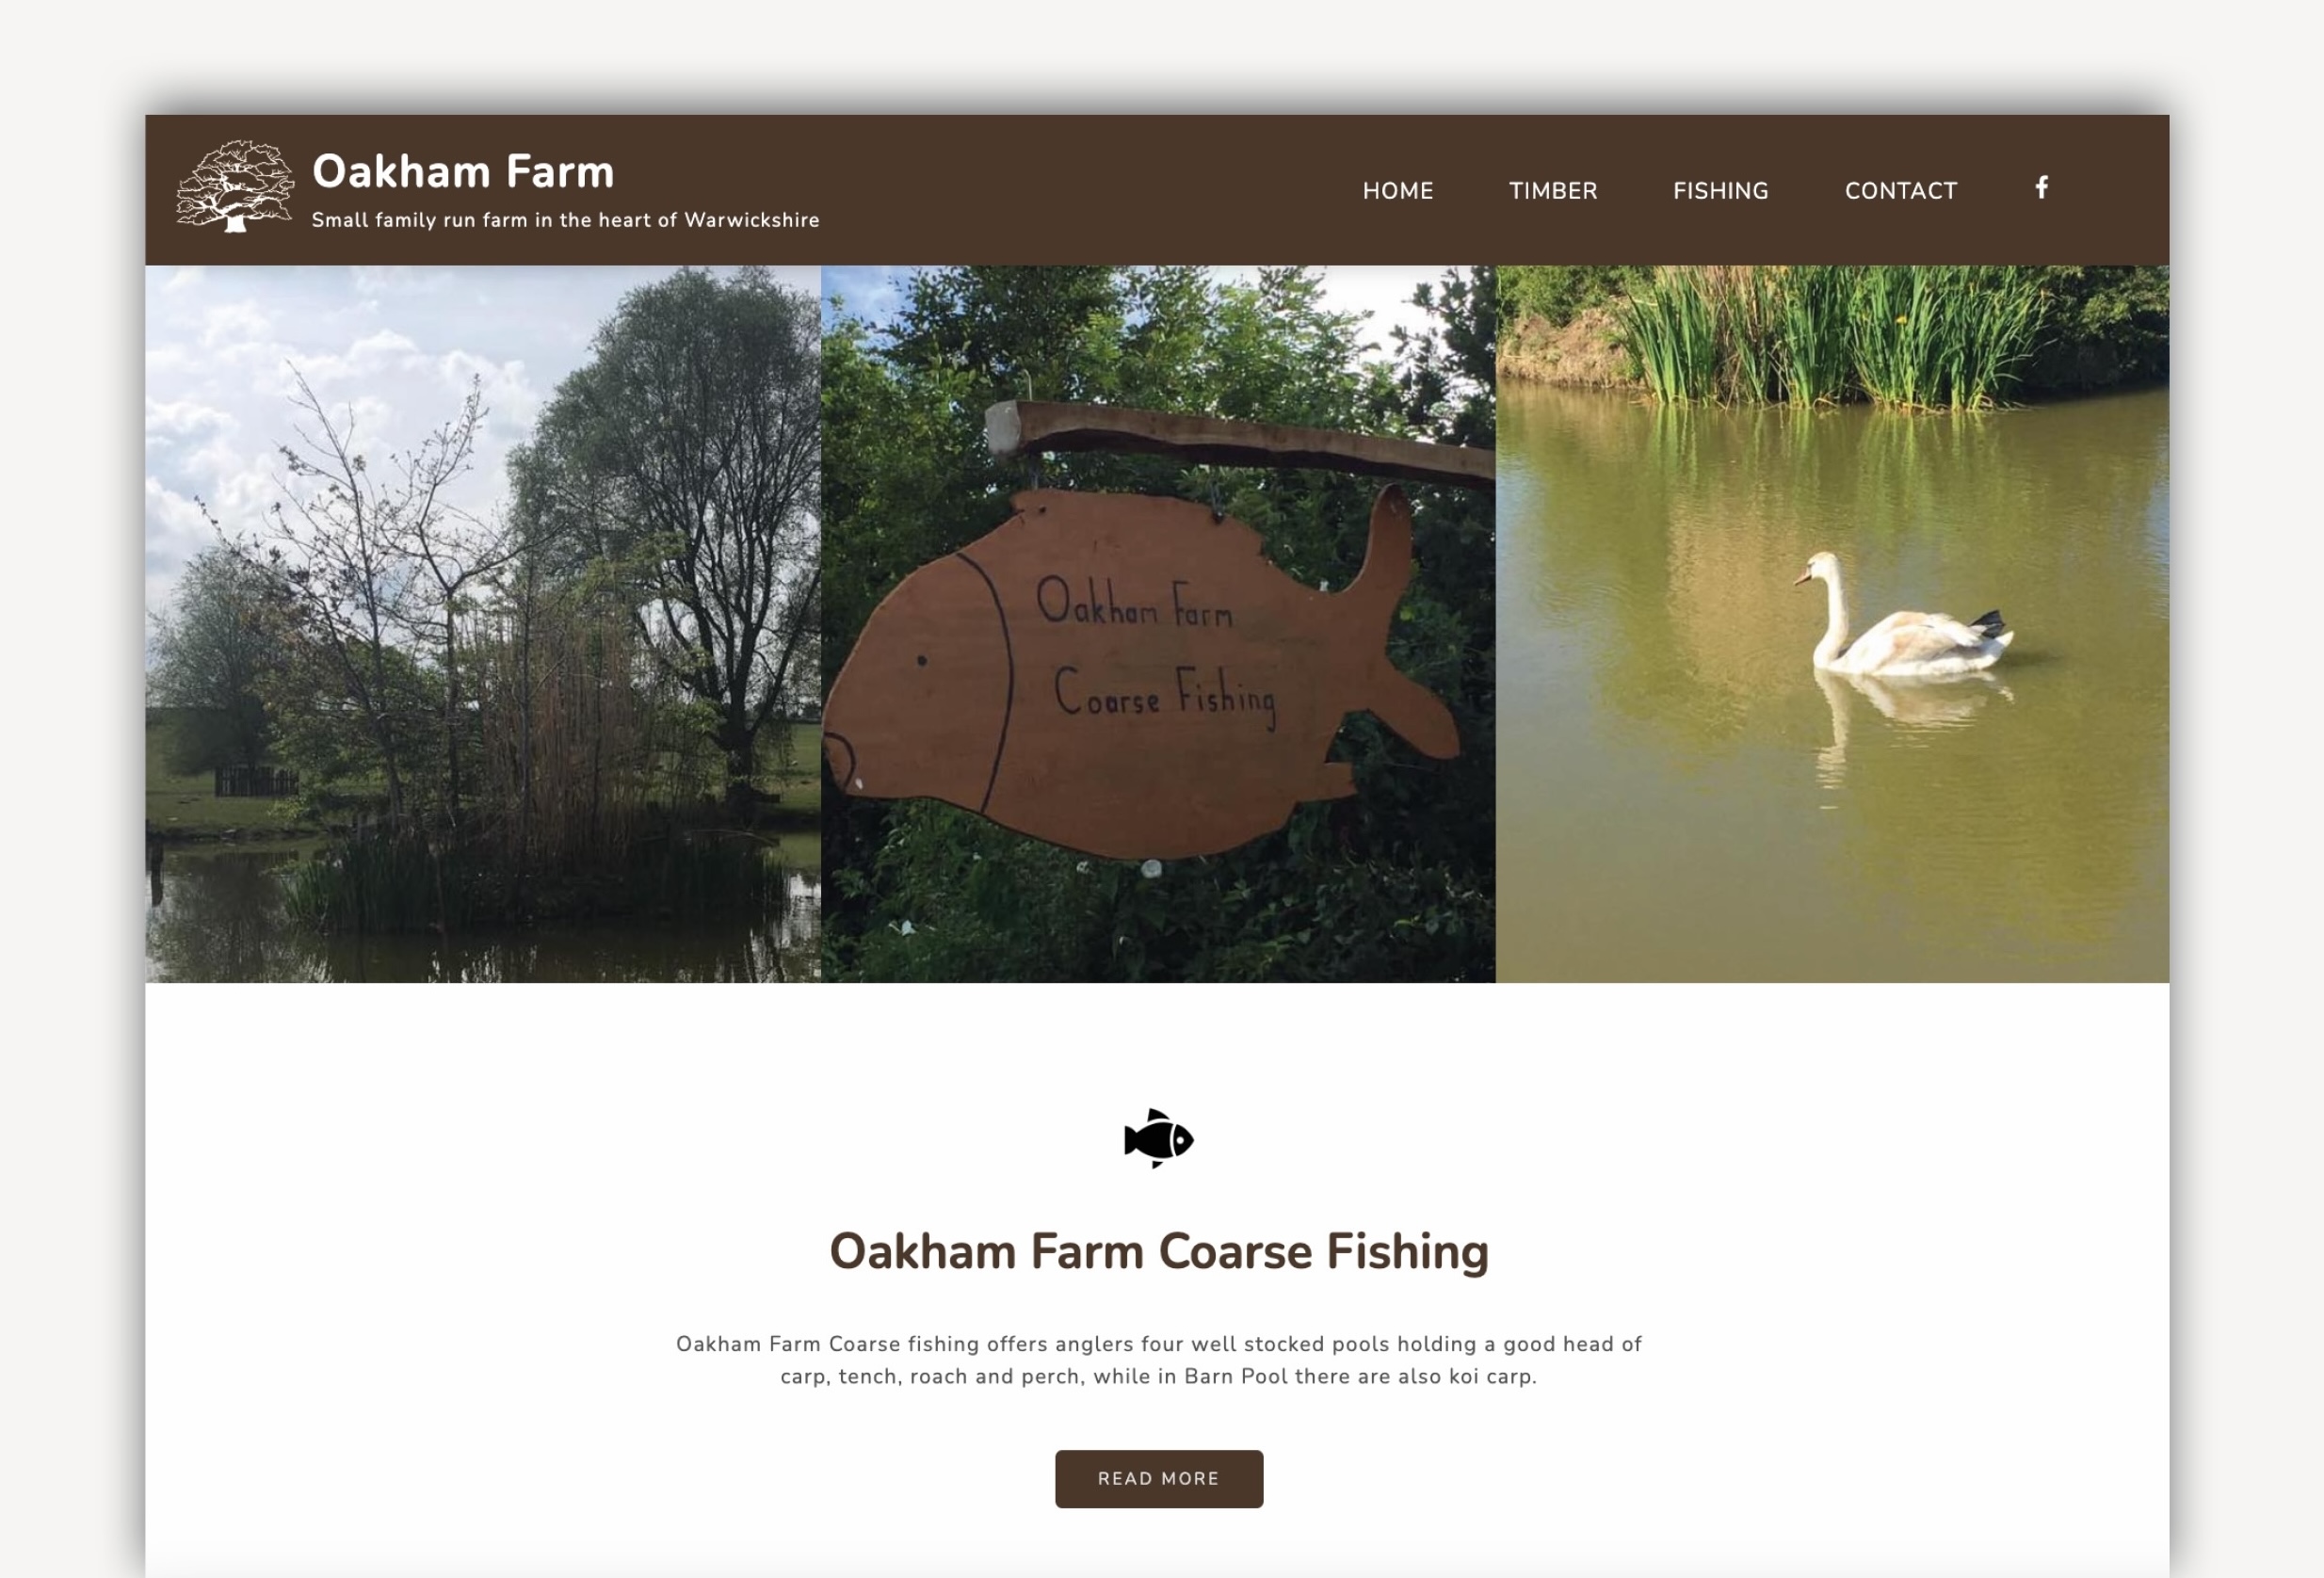 Oakham Farm
Small family run farm in the heart of Warwickshire
HOME TIMBER FISHING CONTACT f
Oakham Farm
Coarse Fishing
Oakham Farm Coarse Fishing
Oakham Farm Coarse fishing offers anglers four well stocked pools holding a good head of
carp, tench, roach and perch, while in Barn Pool there are also koi carp.
READ MORE